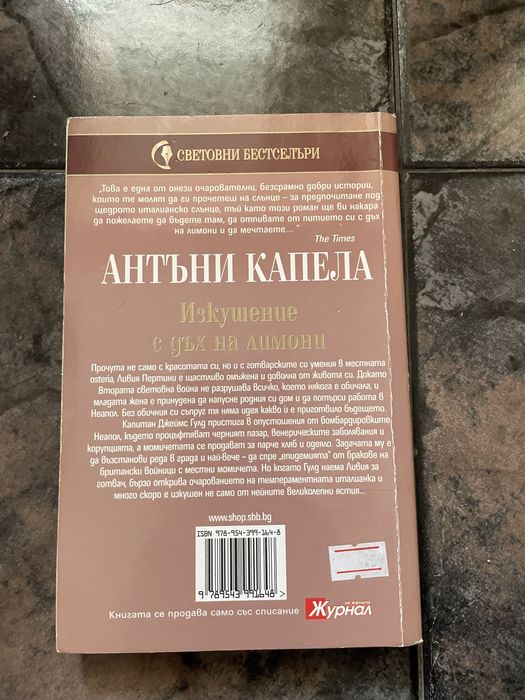 СВЕТОВНИ БЕСТСЕЛЪРИ
„Това е една от онези очарователни, безсрамно добри истории,
които те молят да ги прочетеш на слънце – за предпочитане под
щедрото италианско слънце, тъй като този роман ще ви накара
да пожелаете да бъдете там, да отпивате от питието си с дъх
на лимони и да мечтаете..."
The Times
АНТЪНИ КАПЕЛА
Изкушение
с дъх на лимони
Прочута не само с красотата си, но и с готварските си умения в местната
osteria, Ливия Пертини е щастливо омъжена и доволна от живота си. Докато
Втората световна война не разрушава всичко, което някога е обичала, и
младата жена е принудена да напусне родния си дом и да потърси работа в
Неапол. Без обичния си съпруг тя няма идея какво ѝ е приготвило бъдещето.
Капитан Джеймс Гулд пристига в опустошения от бомбардировките
Неапол, където процъфтяват черният пазар, венерическите заболявания и
корупцията, а момичетата се продават за парче хляб и одеяло. Задачата му е
да възстанови реда в града и най-вече – да спре „епидемията" от бракове на
британски войници с местни момичета. Но когато Гулд наема Ливия за
готвач, бързо открива очарованието на темпераментната италианка и
много скоро е изкушен не само от нейните великолепни ястия...
www.shop.sbb.bg
ISBN 978-954-399-164-8
9 789543 991648 >
Книгата се продава само със списание
за жената
Журнал